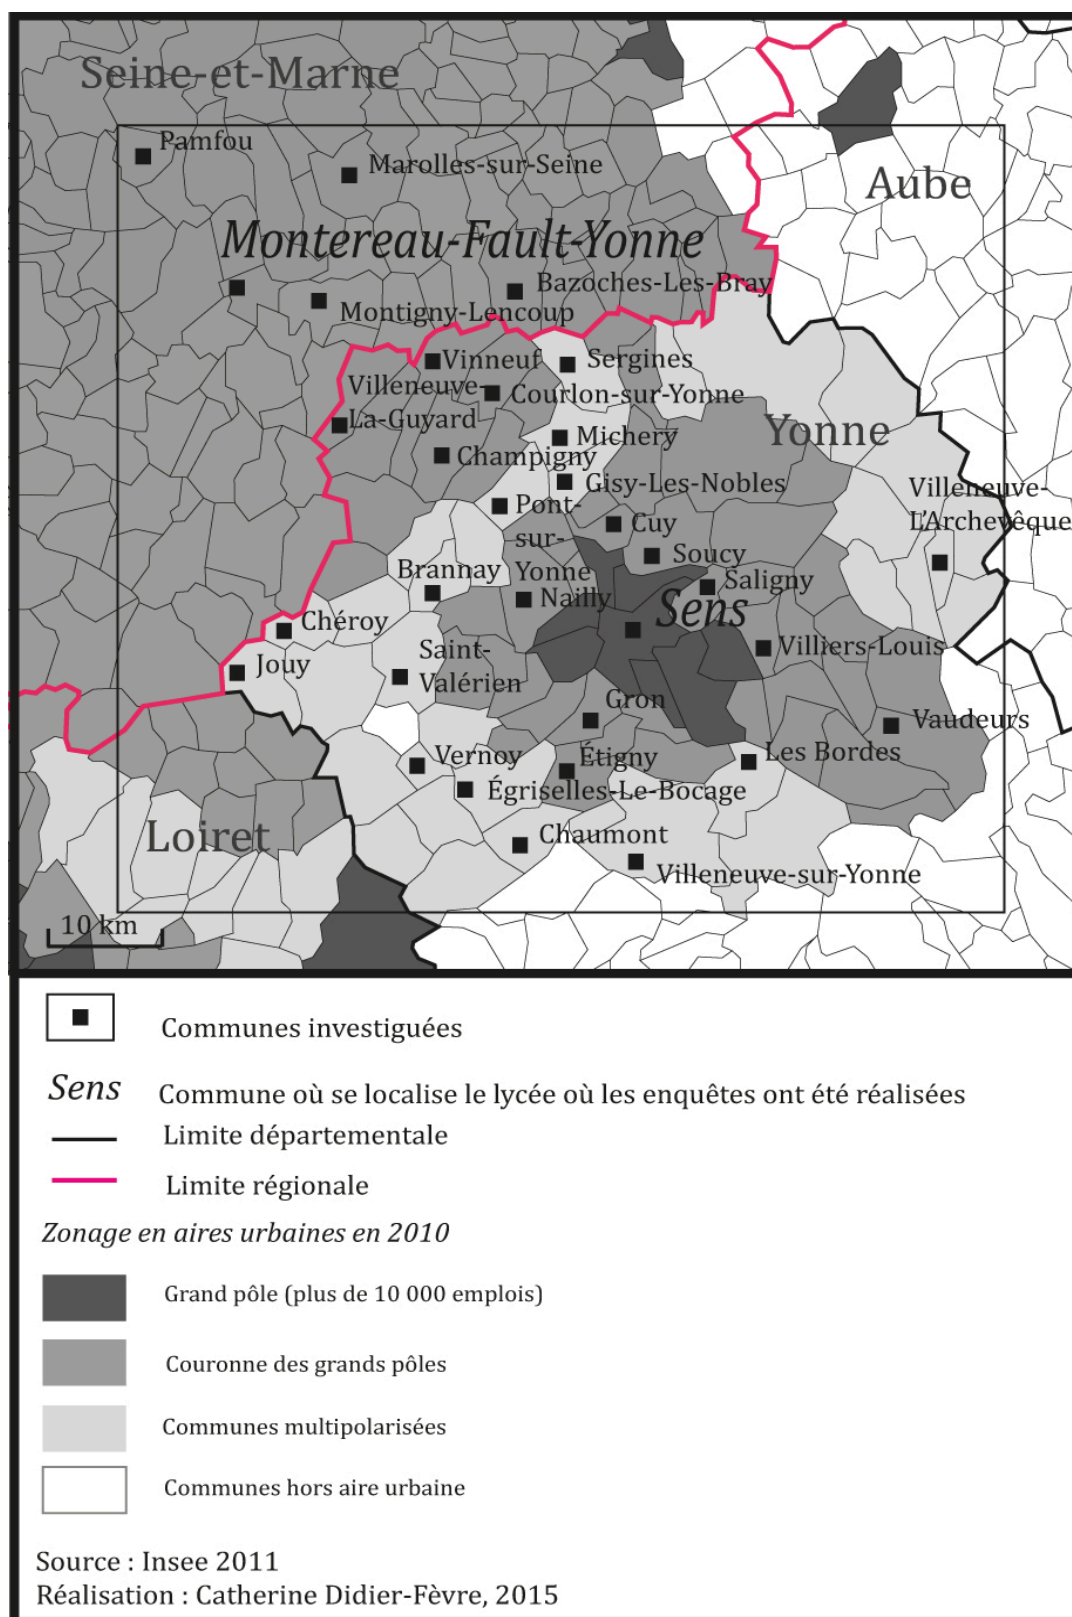 Seine-et-Marne
Pamfou
Marolles-sur-Seine
Aube
Montereau-Fault-Yonne
Bazoches-Les-Bray
Montigny-Lencoup
Vinneuf
Sergines
Villeneuve-
La-Guyard
Courlon-sur-Yonne
Yonne
Michery
Champigny
Gisy-Les-Nobles
Villeneuve-
L'Archevêque
Pont-
sur-
Yonne
Cuy
Soucy
Brannay
Saligny
Nailly
Sens
Chéroy
Villiers-Louis
Jouy
Saint-
Valérien
Gron
Vaudeurs
Vernoy
Étigny
Les Bordes
Égriselles-Le-Bocage
Loiret
Chaumont
Villeneuve-sur-Yonne
10 km
Communes investiguées
Sens Commune où se localise le lycée où les enquêtes ont été réalisées
Limite départementale
Limite régionale
Zonage en aires urbaines en 2010
Grand pôle (plus de 10 000 emplois)
Couronne des grands pôles
Communes multipolarisées
Communes hors aire urbaine
Source : Insee 2011
Réalisation : Catherine Didier-Fèvre, 2015